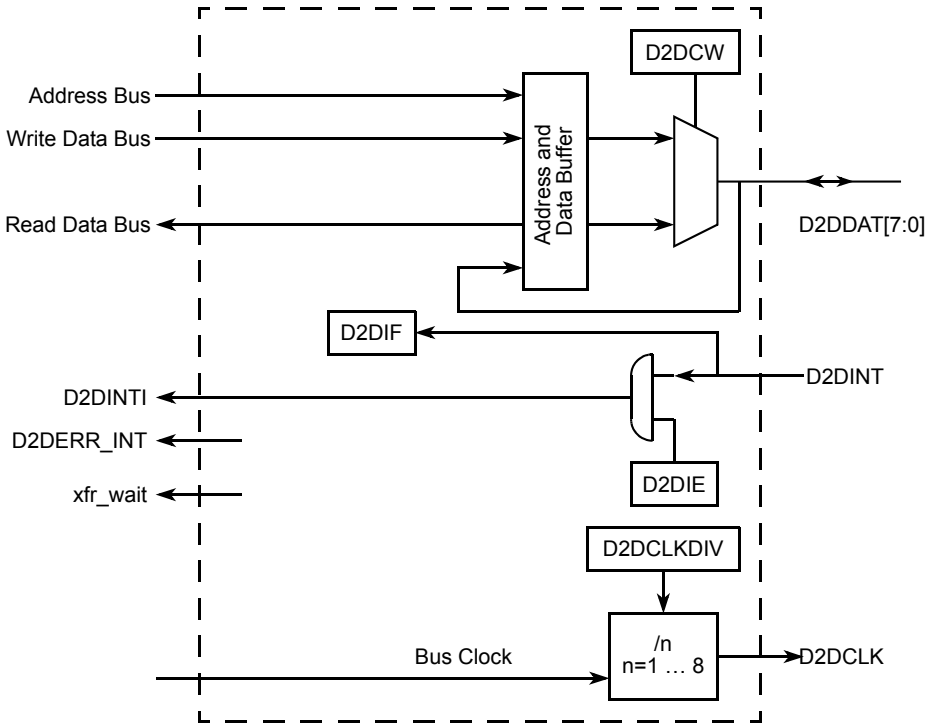 D2DCW
Address Bus
Write Data Bus
Address and
Data Buffer
Read Data Bus
D2DDAT[7:0]
D2DIF
D2DINT
D2DINTI
D2DERR_INT
D2DIE
xfr_wait
D2DCLKDIV
/n
n=1 … 8
Bus Clock
D2DCLK